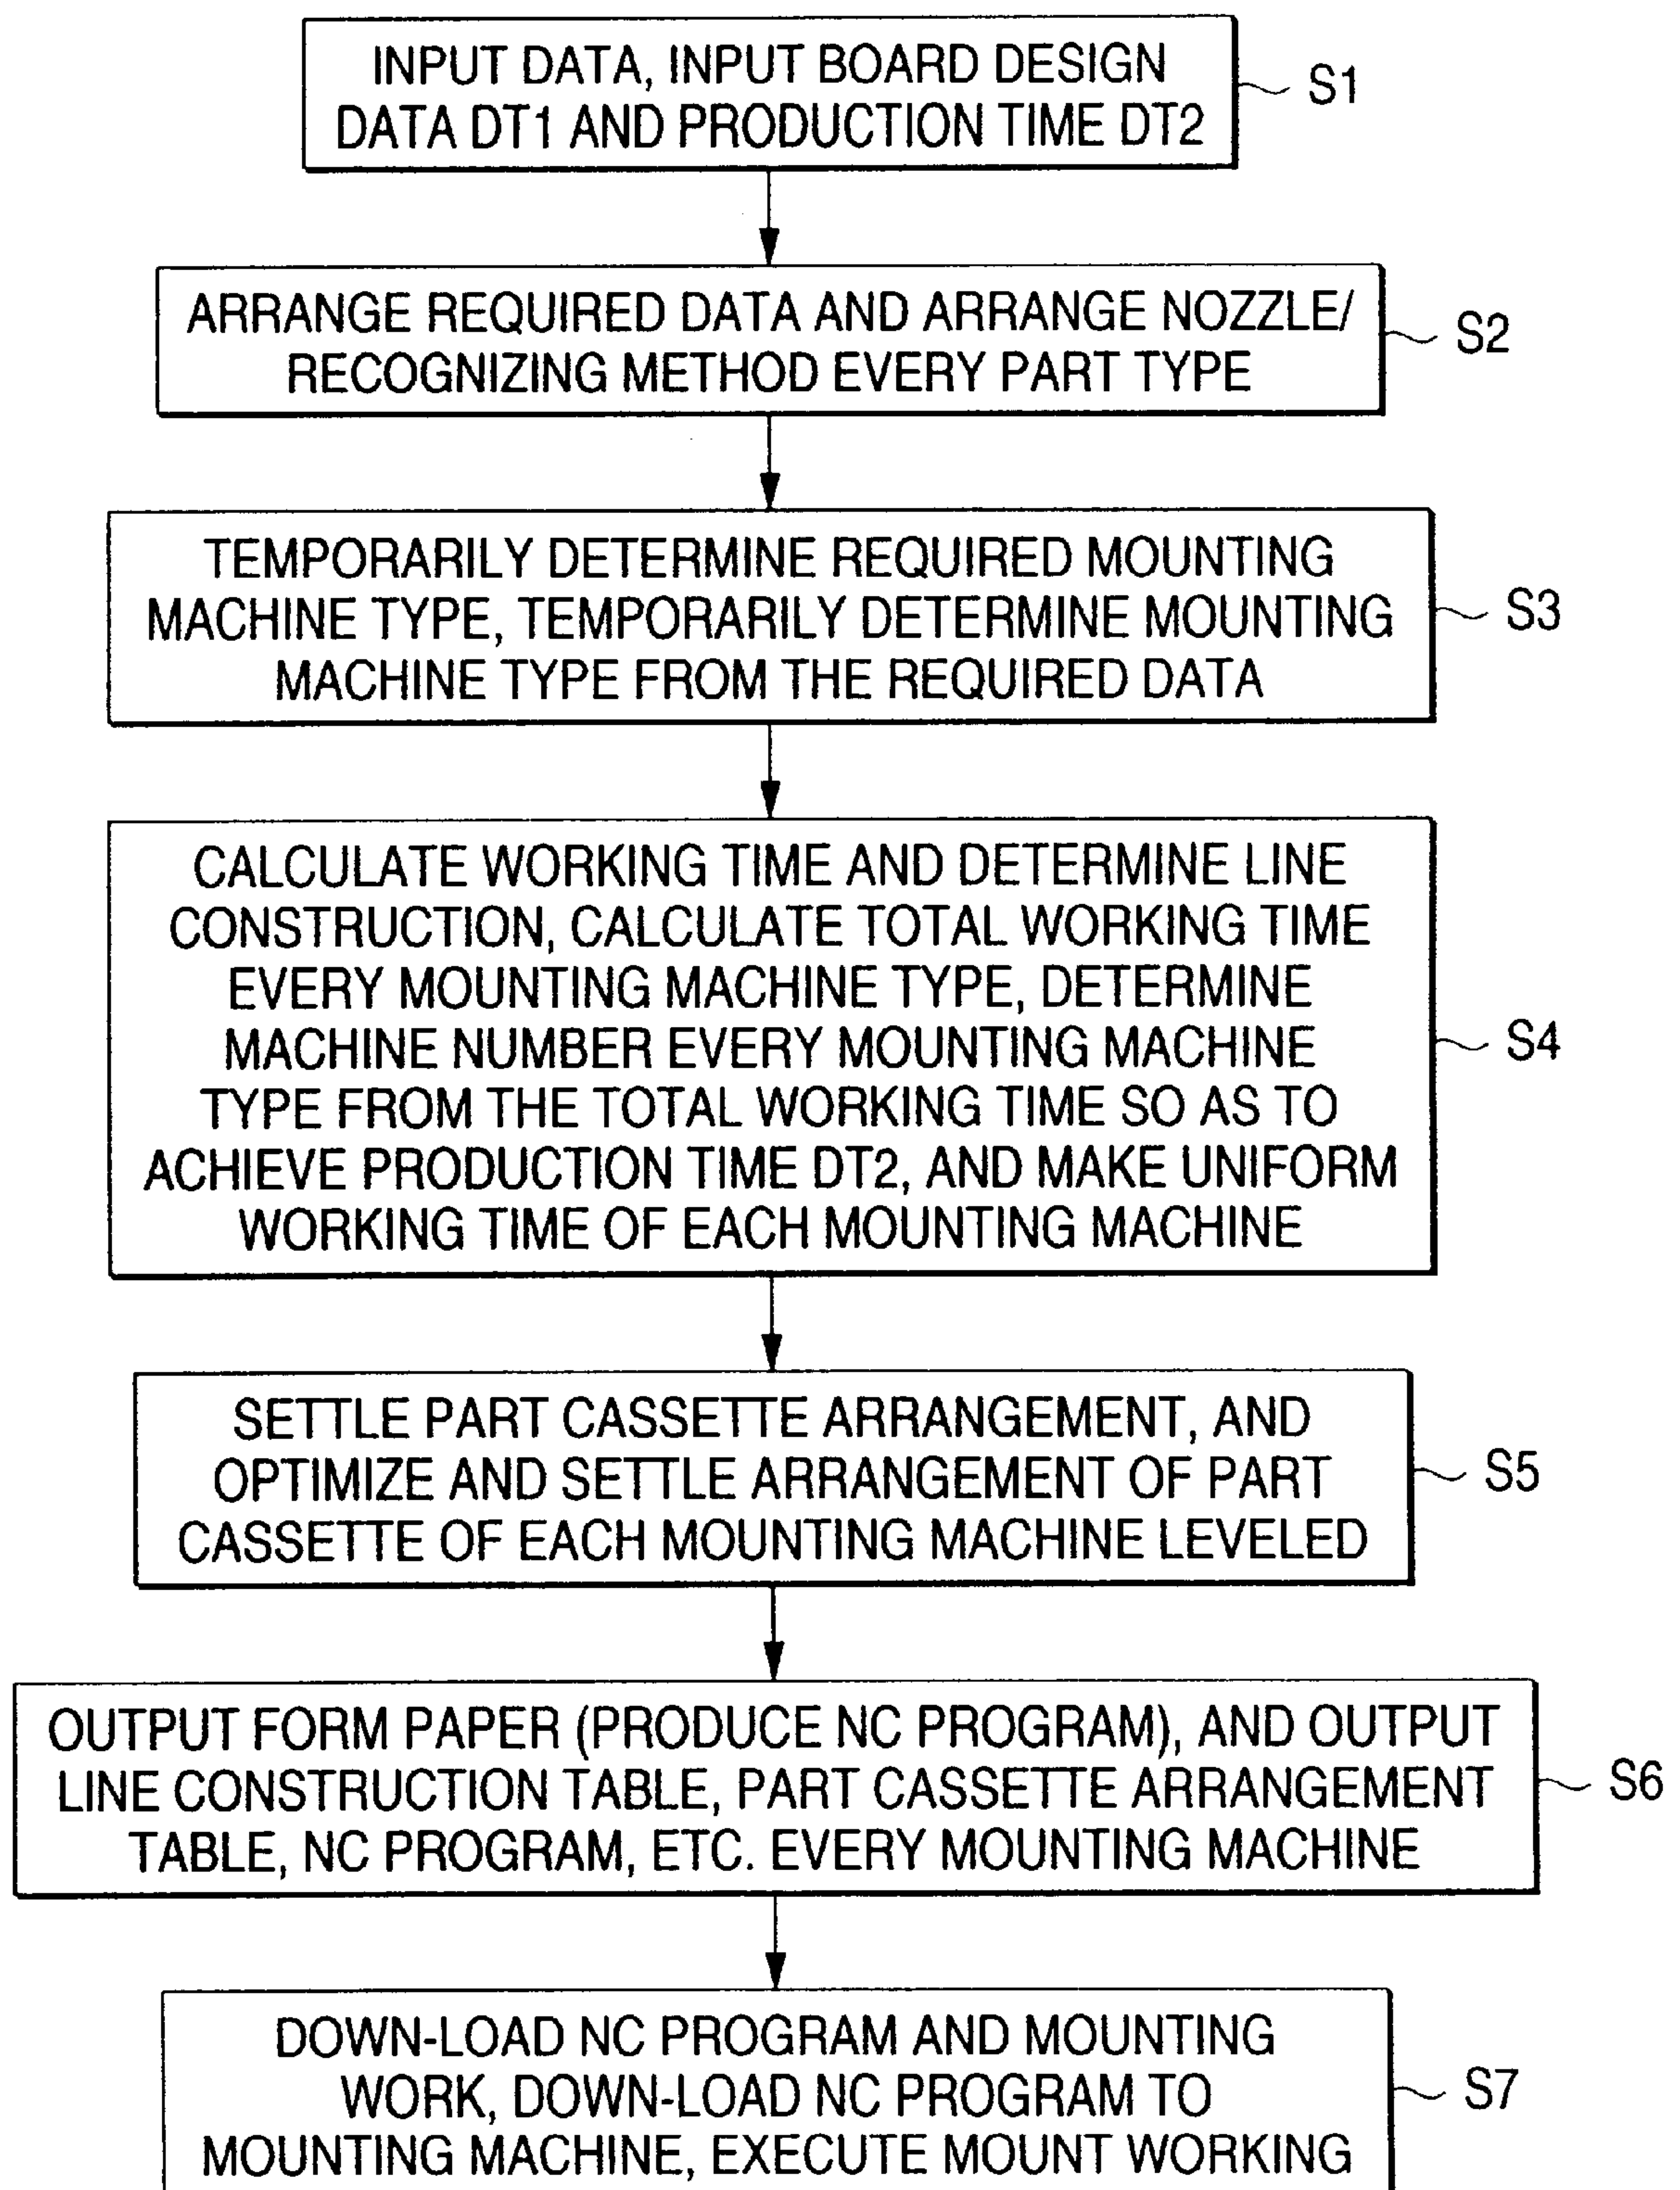 INPUT DATA, INPUT BOARD DESIGN
DATA DT1 AND PRODUCTION TIME DT2
S1
ARRANGE REQUIRED DATA AND ARRANGE NOZZLE/
RECOGNIZING METHOD EVERY PART TYPE
S2
TEMPORARILY DETERMINE REQUIRED MOUNTING
MACHINE TYPE, TEMPORARILY DETERMINE MOUNTING
MACHINE TYPE FROM THE REQUIRED DATA
S3
CALCULATE WORKING TIME AND DETERMINE LINE
CONSTRUCTION, CALCULATE TOTAL WORKING TIME
EVERY MOUNTING MACHINE TYPE, DETERMINE
MACHINE NUMBER EVERY MOUNTING MACHINE
TYPE FROM THE TOTAL WORKING TIME SO AS TO
ACHIEVE PRODUCTION TIME DT2, AND MAKE UNIFORM
WORKING TIME OF EACH MOUNTING MACHINE
S4
SETTLE PART CASSETTE ARRANGEMENT, AND
OPTIMIZE AND SETTLE ARRANGEMENT OF PART
CASSETTE OF EACH MOUNTING MACHINE LEVELED
S5
OUTPUT FORM PAPER (PRODUCE NC PROGRAM), AND OUTPUT
LINE CONSTRUCTION TABLE, PART CASSETTE ARRANGEMENT
TABLE, NC PROGRAM, ETC. EVERY MOUNTING MACHINE
S6
DOWN-LOAD NC PROGRAM AND MOUNTING
WORK, DOWN-LOAD NC PROGRAM TO
MOUNTING MACHINE, EXECUTE MOUNT WORKING
S7